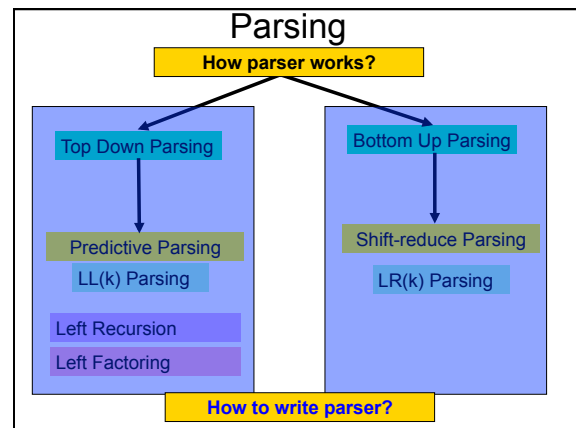 Parsing
How parser works?
Top Down Parsing
Predictive Parsing
LL(k) Parsing
Left Recursion
Left Factoring
Bottom Up Parsing
Shift-reduce Parsing
LR(k) Parsing
How to write parser?